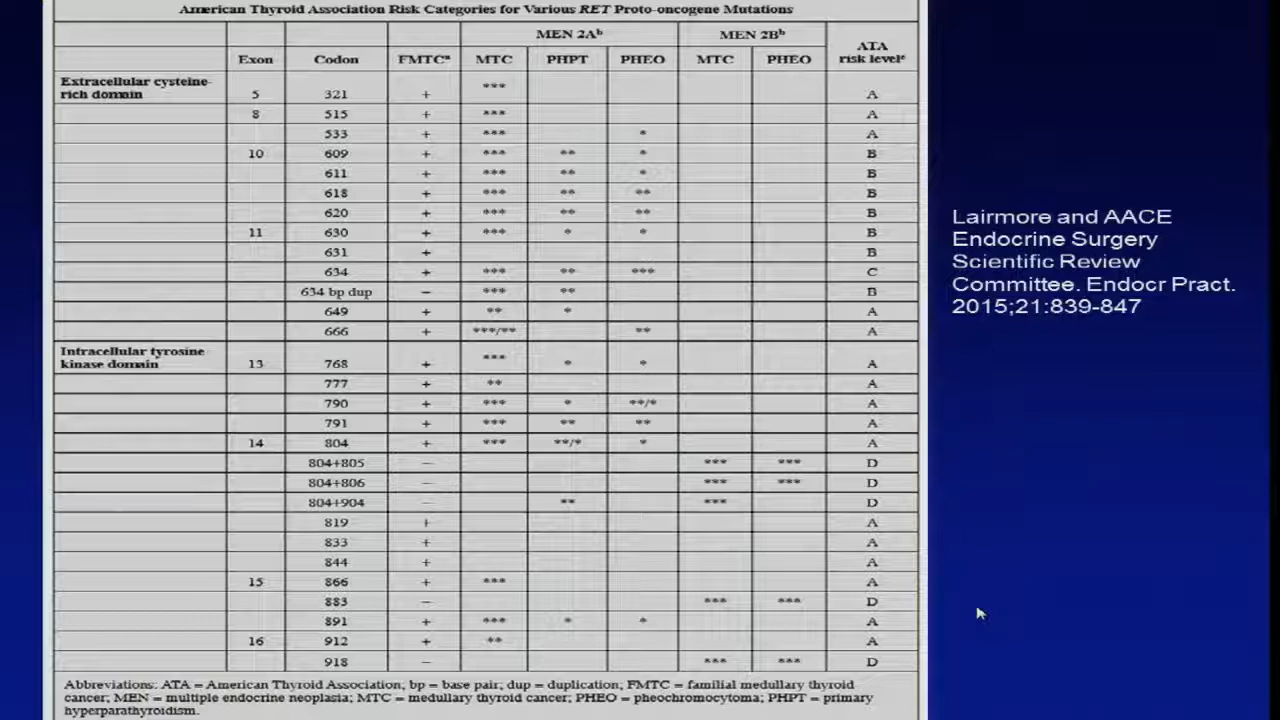 American Thyroid Association Risk Categories for Various RET Proto-oncogene Mutations
MEN 2Aᵇ MEN 2Bᵇ
Exon Codon FMTCᵃ MTC PHPT PHEO MTC PHEO ATA risk levelᶜ
Extracellular cysteine-
rich domain 5 321 + *** A
8 515 + *** A
533 + *** * A
10 609 + *** ** * B
611 + *** ** * B
618 + *** ** ** B
620 + *** ** ** B
11 630 + *** * * B
631 + B
634 + *** ** *** C
634 bp dup – *** ** B
649 + ** * A
666 + ***/** ** A
Intracellular tyrosine
kinase domain 13 768 + *** * * A
777 + ** A
790 + *** * **/* A
791 + *** ** ** A
14 804 + *** **/* * A
804+805 – *** *** D
804+806 – *** *** D
804+904 – ** *** D
819 + A
833 + A
844 + A
15 866 + *** A
883 – *** *** D
891 + *** * * A
16 912 + ** A
918 – *** *** D
Abbreviations: ATA = American Thyroid Association; bp = base pair; dup = duplication; FMTC = familial medullary thyroid
cancer; MEN = multiple endocrine neoplasia; MTC = medullary thyroid cancer; PHEO = pheochromcytoma; PHPT = primary
hyperparathyroidism.
Lairmore and AACE
Endocrine Surgery
Scientific Review
Committee. Endocr Pract.
2015;21:839-847